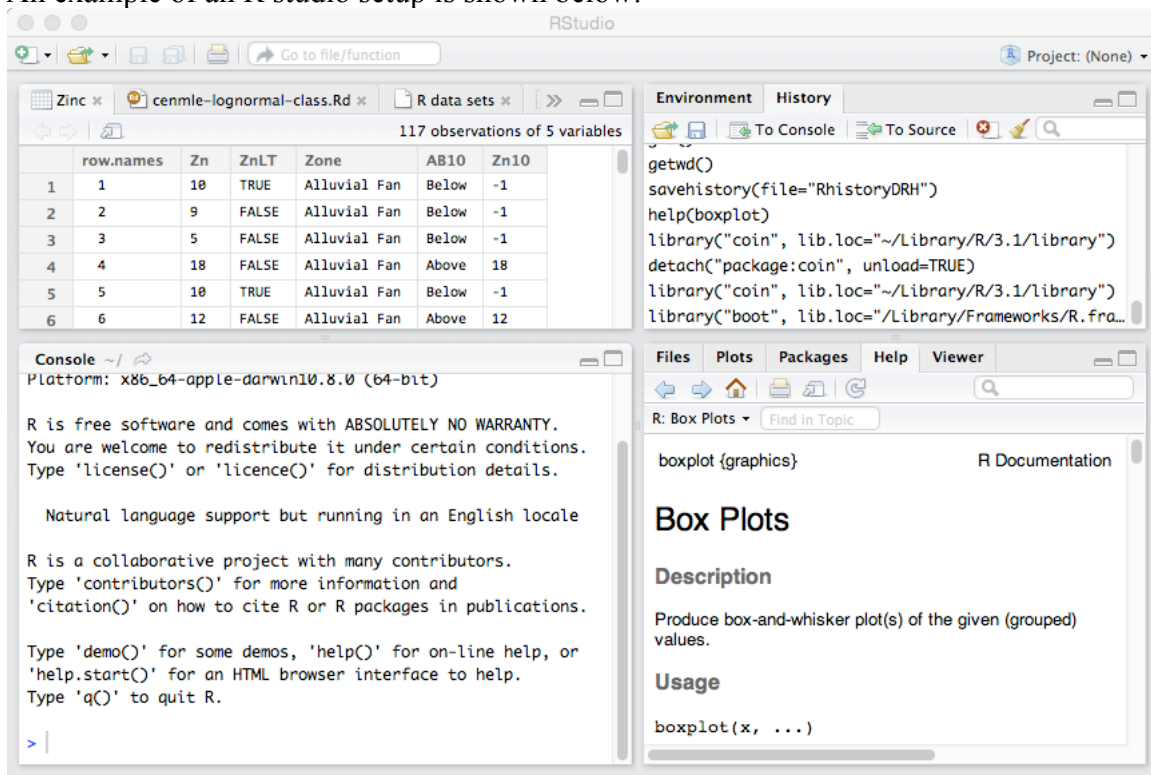 An example of an R studio setup is shown below:
RStudio
Go to file/function
Project: (None)
Zinc
cenmle-lognormal-class.Rd
R data sets
117 observations of 5 variables
row.names Zn ZnLT Zone AB10 Zn10
1 1 10 TRUE Alluvial Fan Below -1
2 2 9 FALSE Alluvial Fan Below -1
3 3 5 FALSE Alluvial Fan Below -1
4 4 18 FALSE Alluvial Fan Above 18
5 5 10 TRUE Alluvial Fan Below -1
6 6 12 FALSE Alluvial Fan Above 12
Environment History
To Console To Source
getwd()
savehistory(file="RhistoryDRH")
help(boxplot)
library("coin", lib.loc="~/Library/R/3.1/library")
detach("package:coin", unload=TRUE)
library("coin", lib.loc="~/Library/R/3.1/library")
library("boot", lib.loc="/Library/Frameworks/R.fra…
Console ~/
Platform: x86_64-apple-darwin10.8.0 (64-bit)
R is free software and comes with ABSOLUTELY NO WARRANTY.
You are welcome to redistribute it under certain conditions.
Type 'license()' or 'licence()' for distribution details.
Natural language support but running in an English locale
R is a collaborative project with many contributors.
Type 'contributors()' for more information and
'citation()' on how to cite R or R packages in publications.
Type 'demo()' for some demos, 'help()' for on-line help, or
'help.start()' for an HTML browser interface to help.
Type 'q()' to quit R.
>
Files Plots Packages Help Viewer
R: Box Plots Find in Topic
boxplot {graphics} R Documentation
Box Plots
Description
Produce box-and-whisker plot(s) of the given (grouped)
values.
Usage
boxplot(x, ...)